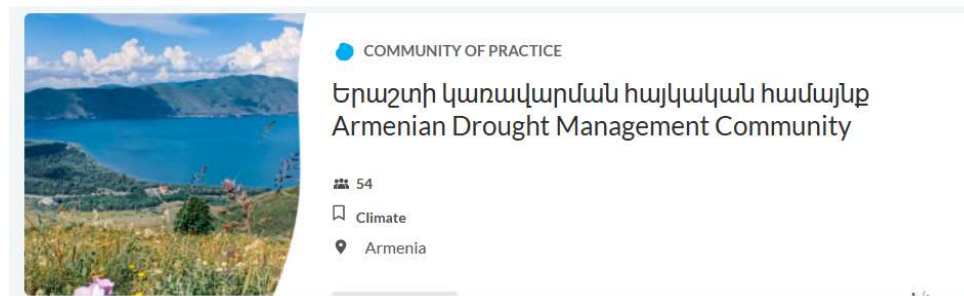 COMMUNITY OF PRACTICE
Երաշտի կառավարման հայկական համայնք
Armenian Drought Management Community
54
Climate
Armenia